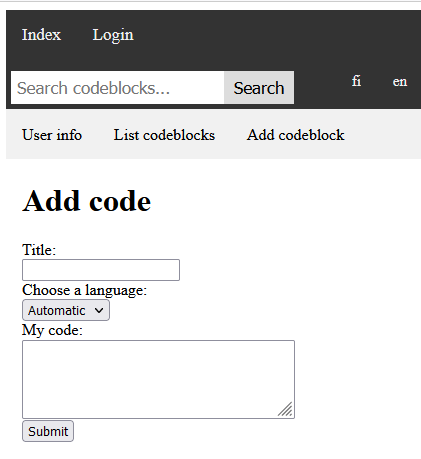 Index Login
Search codeblocks... Search fi en
User info List codeblocks Add codeblock
Add code
Title:
Choose a language:
Automatic
My code:
Submit